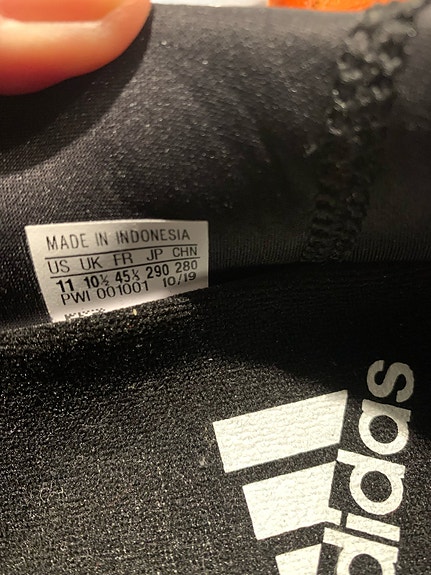 MADE IN INDONESIA
US UK FR JP CHN
11 10½ 45⅓ 290 280
PWI 001001 10/19
adidas